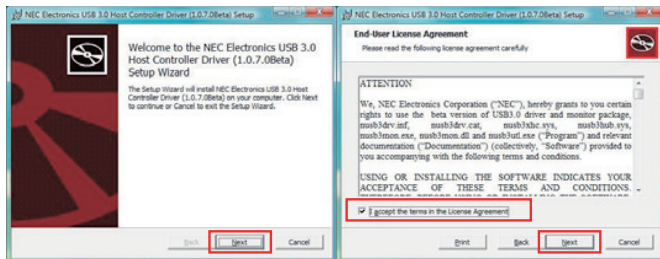 NEC Electronics USB 3.0 Host Controller Driver (1.0.7.0Beta) Setup
Welcome to the NEC Electronics USB 3.0
Host Controller Driver (1.0.7.0Beta)
Setup Wizard
The Setup Wizard will install NEC Electronics USB 3.0 Host
Controller Driver (1.0.7.0Beta) on your computer. Click Next
to continue or Cancel to exit the Setup Wizard.
Back
Next
Cancel
NEC Electronics USB 3.0 Host Controller Driver (1.0.7.0Beta) Setup
End-User License Agreement
Please read the following license agreement carefully
ATTENTION
We, NEC Electronics Corporation ("NEC"), hereby grants to you certain
rights to use the beta version of USB3.0 driver and monitor package,
nusb3drv.inf, nusb3drv.cat, nusb3xhc.sys, nusb3hub.sys,
nusb3mon.exe, nusb3mon.dll and nusb3utl.exe ("Program") and relevant
documentation ("Documentation") (collectively, "Software") provided to
you accompanying with the following terms and conditions.
USING OR INSTALLING THE SOFTWARE INDICATES YOUR
ACCEPTANCE OF THESE TERMS AND CONDITIONS.
I accept the terms in the License Agreement
Print
Back
Next
Cancel